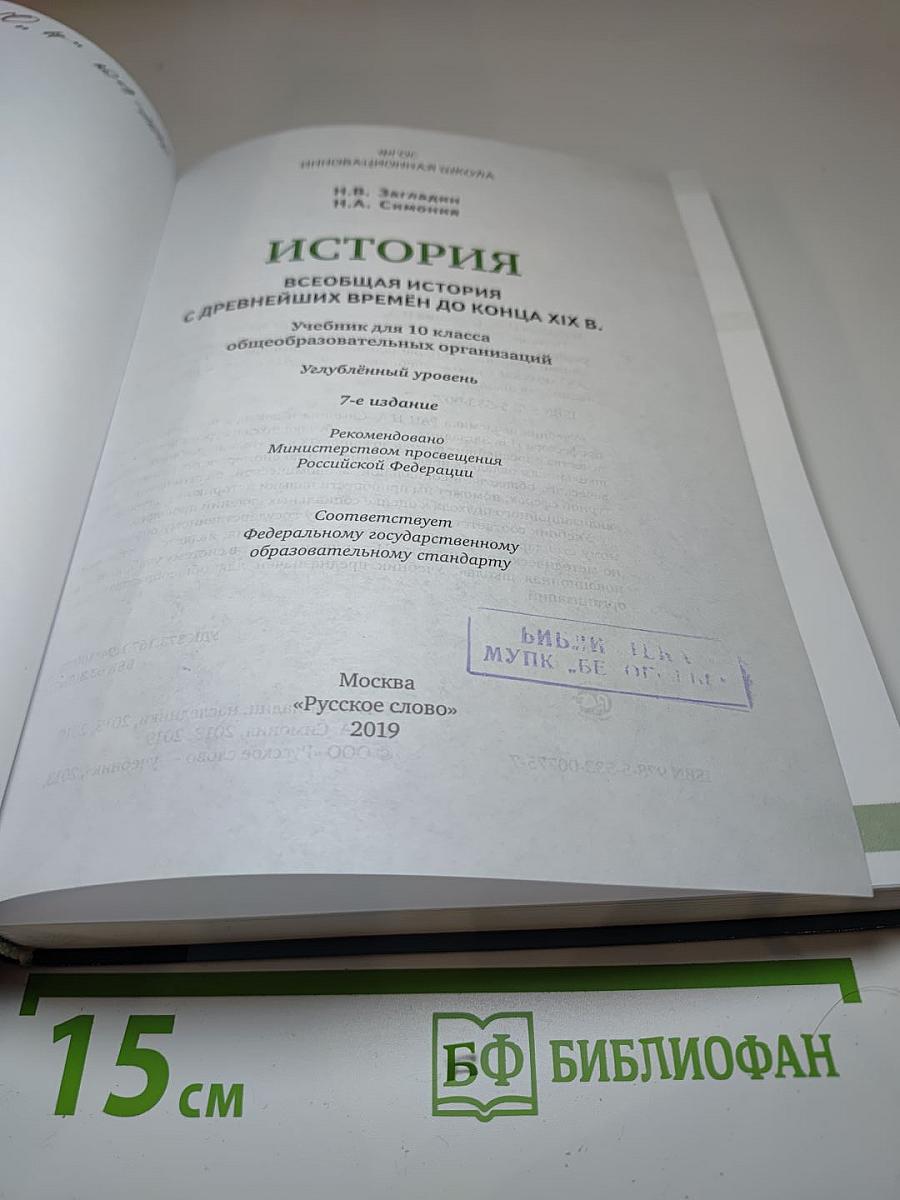 ФГОС
ИННОВАЦИОННАЯ ШКОЛА
Н.В. Загладин
Н.А. Симония
ИСТОРИЯ
ВСЕОБЩАЯ ИСТОРИЯ
С ДРЕВНЕЙШИХ ВРЕМЁН ДО КОНЦА XIX В.
Учебник для 10 класса
общеобразовательных организаций
Углублённый уровень
7-е издание
Рекомендовано
Министерством просвещения
Российской Федерации
Соответствует
Федеральному государственному
образовательному стандарту
МУПК
Москва
«Русское слово»
2019
15 см
БФ БИБЛИОФАН